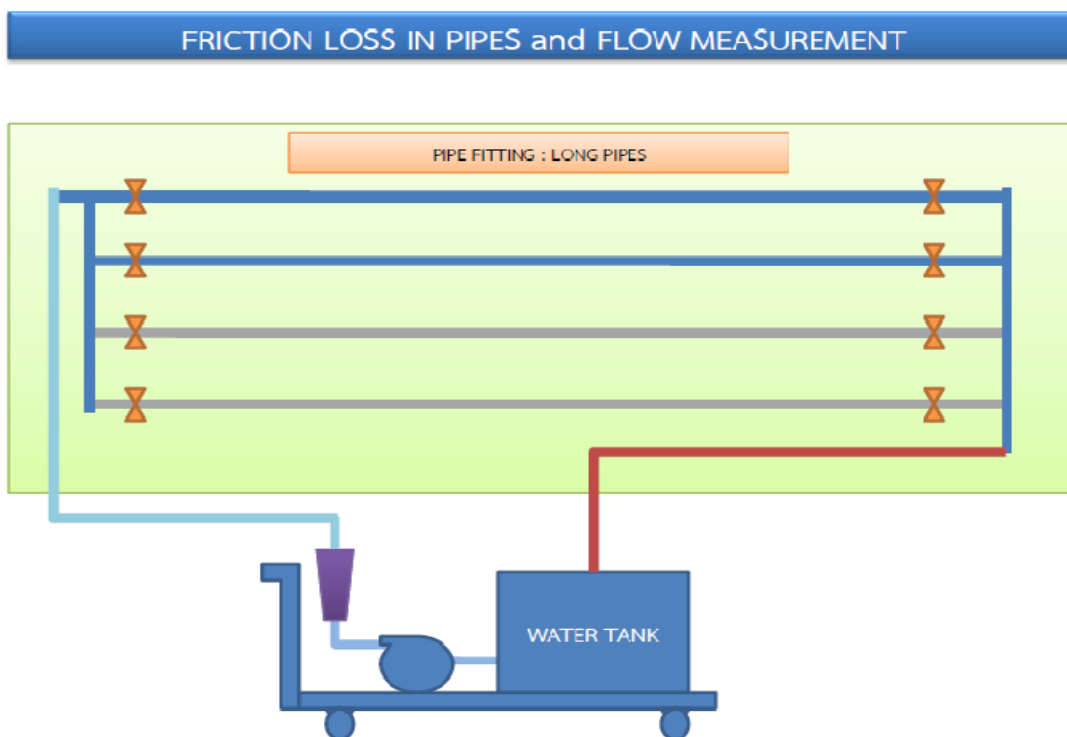 FRICTION LOSS IN PIPES and FLOW MEASUREMENT
PIPE FITTING : LONG PIPES
WATER TANK